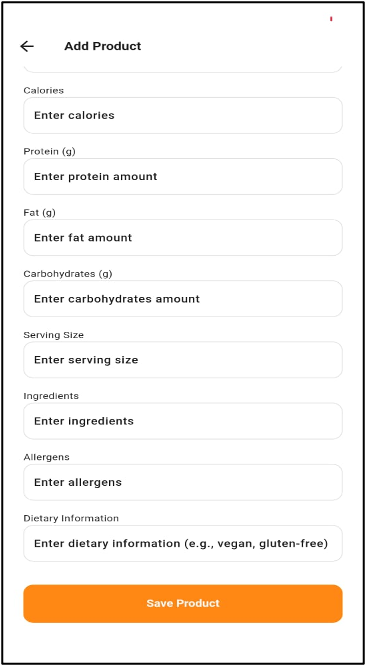 Add Product
Calories
Enter calories
Protein (g)
Enter protein amount
Fat (g)
Enter fat amount
Carbohydrates (g)
Enter carbohydrates amount
Serving Size
Enter serving size
Ingredients
Enter ingredients
Allergens
Enter allergens
Dietary Information
Enter dietary information (e.g., vegan, gluten-free)
Save Product